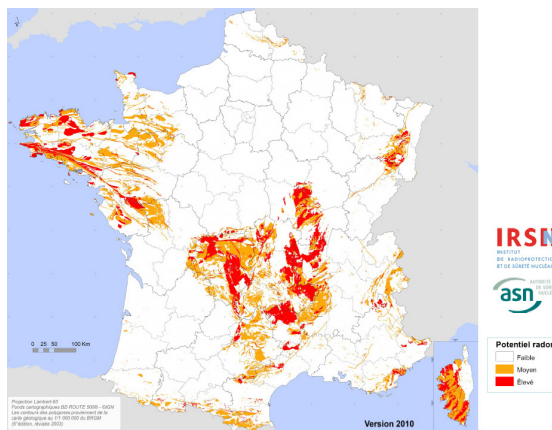 IRSN
INSTITUT
DE RADIOPROTECTION
ET DE SÛRETÉ NUCLÉAIRE
asn
Potentiel radon
Faible
Moyen
Élevé
0 25 50 100 Km
Projection Lambert 93
Fonds cartographiques BD ROUTE 500® - ©IGN
Les contours des polygones proviennent de la
carte géologique au 1/1 000 000 du BRGM
(6e édition, révisée 2003)
Version 2010